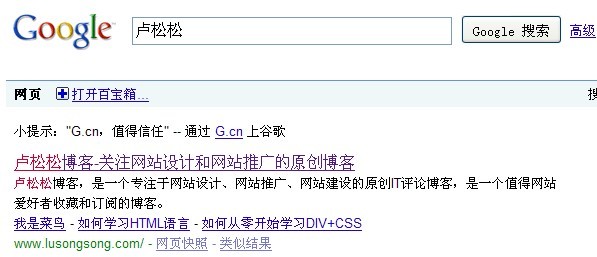 Google 卢松松 Google 搜索 高级
网页 打开百宝箱...
小提示: "G.cn，值得信任" -- 通过 G.cn 上谷歌
卢松松博客-关注网站设计和网站推广的原创博客
卢松松博客，是一个专注于网站设计、网站推广、网站建设的原创IT评论博客，是一个值得网站
爱好者收藏和订阅的博客。
我是菜鸟 - 如何学习HTML语言 - 如何从零开始学习DIV+CSS
www.lusongsong.com/ - 网页快照 - 类似结果